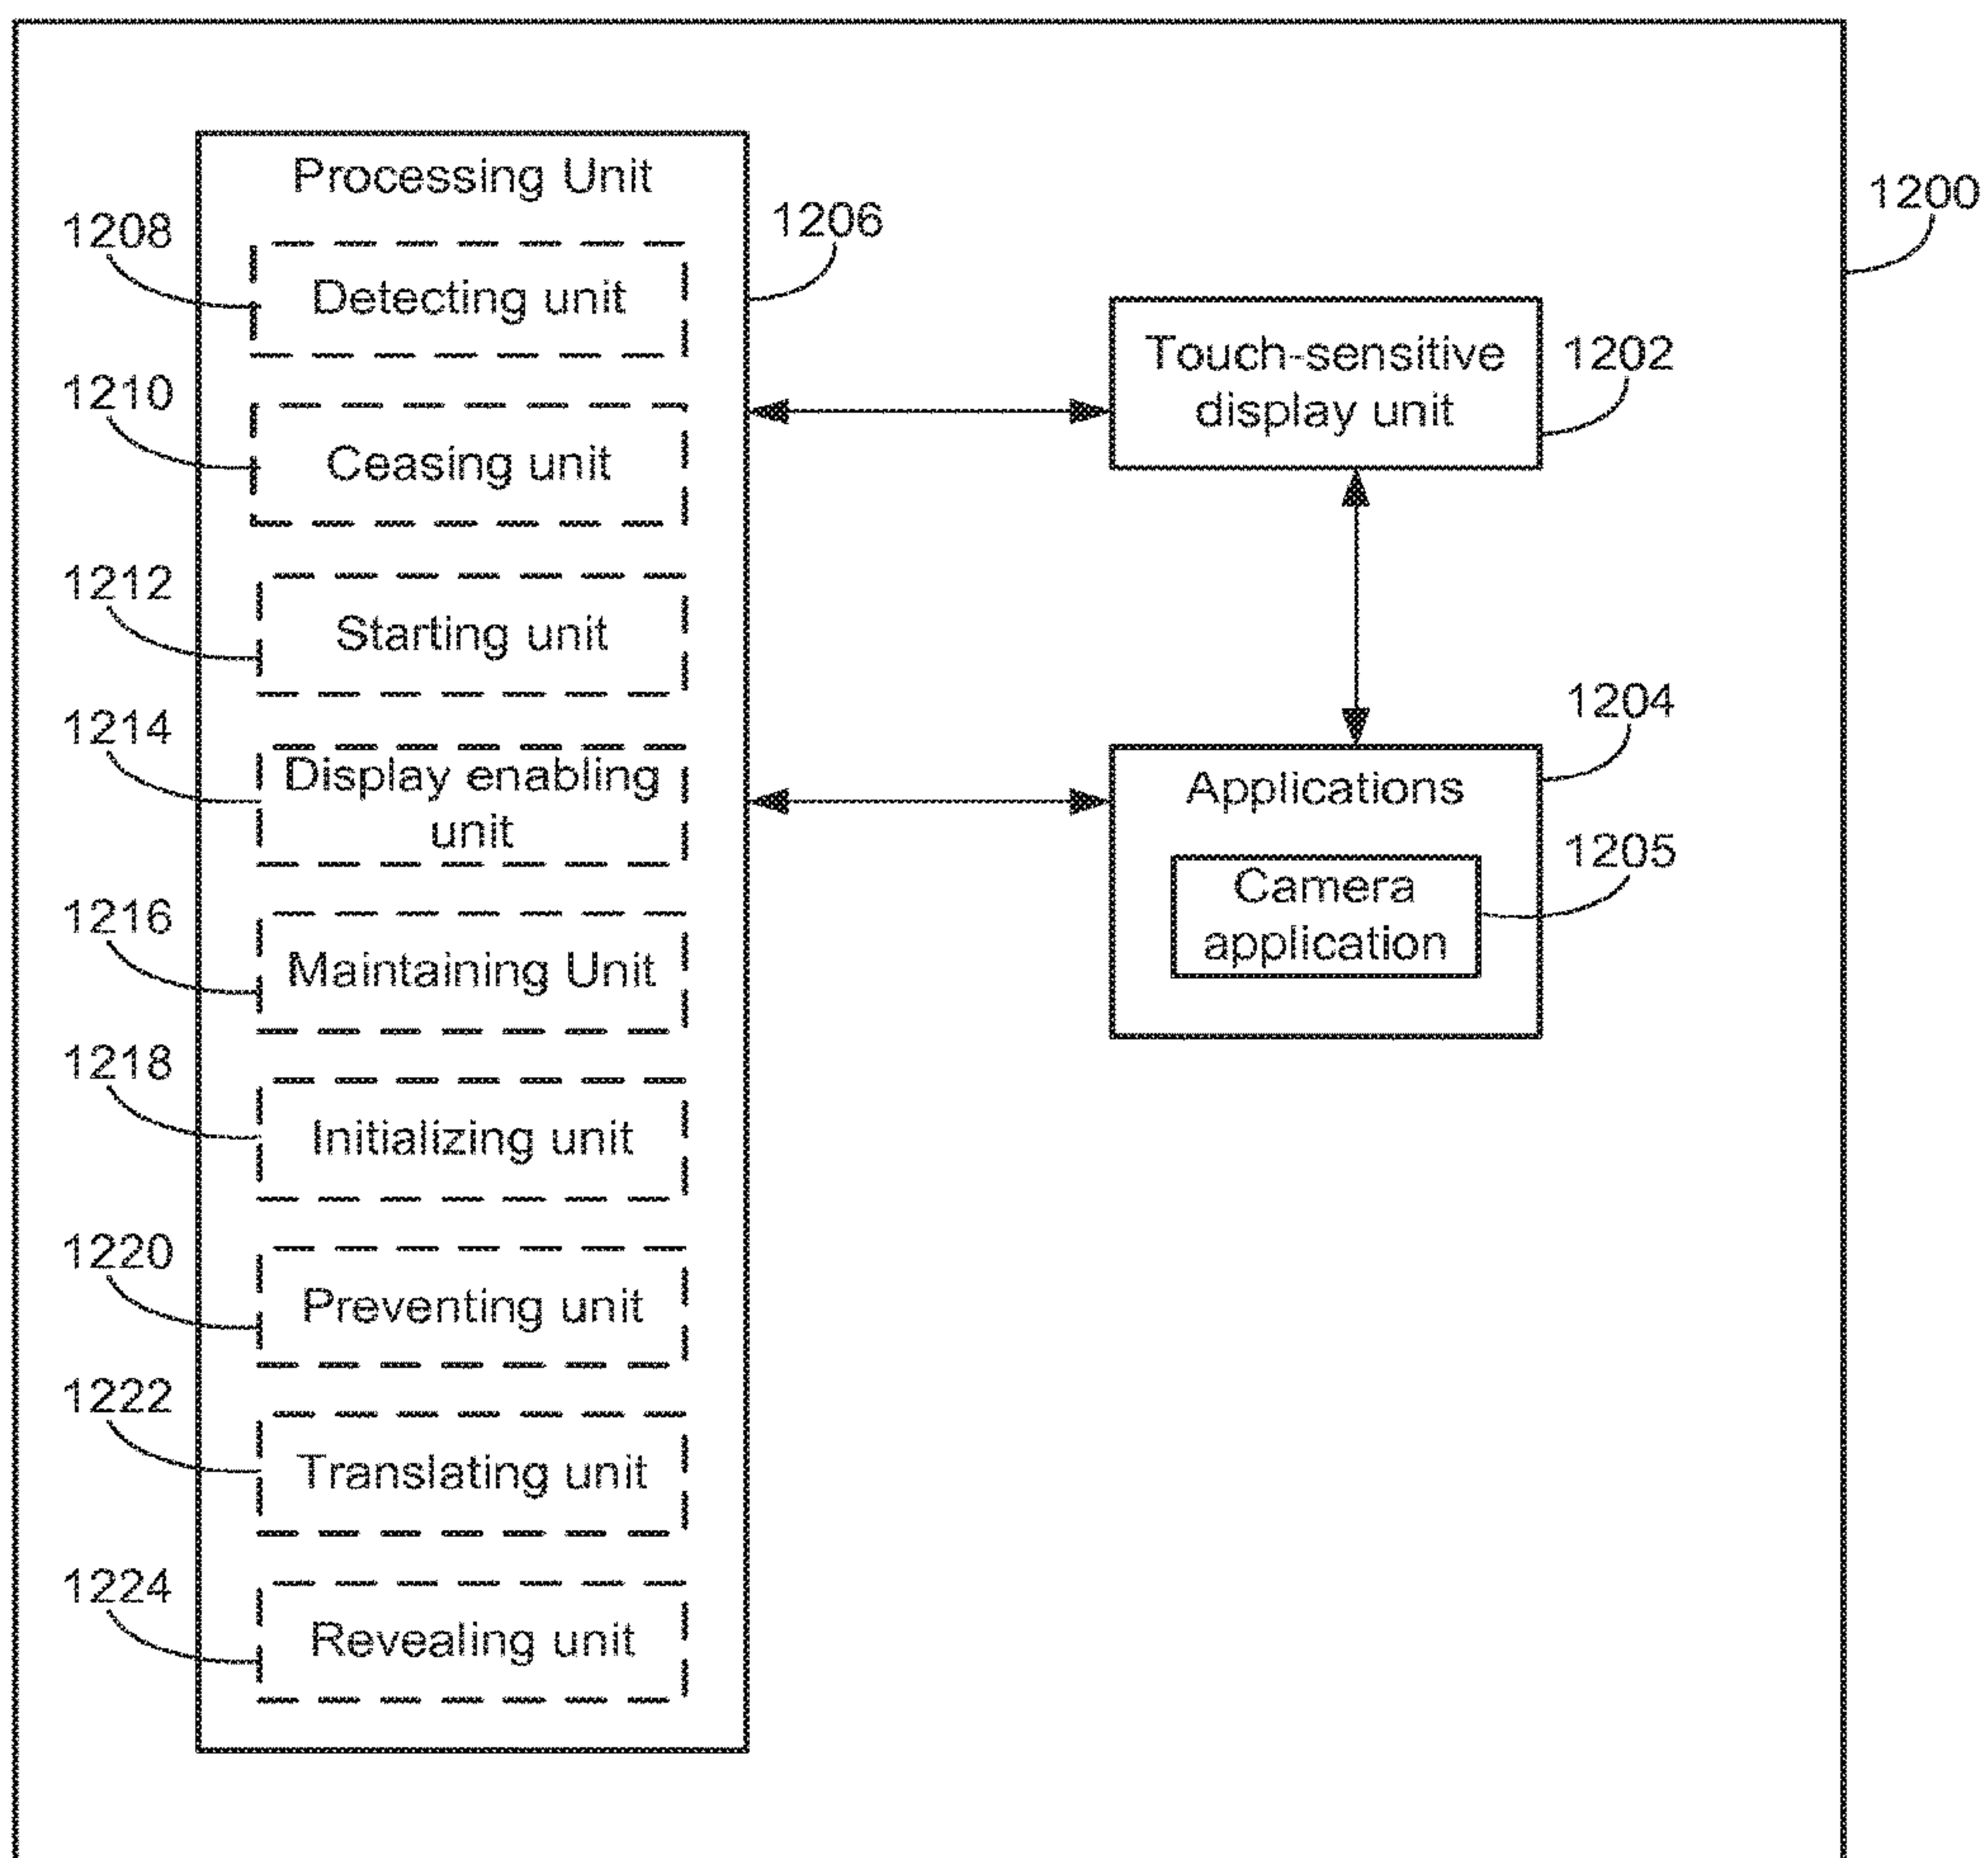 Processing Unit
1208
Detecting unit
1206
1200
1210
Ceasing unit
Touch-sensitive
display unit
1202
1212
Starting unit
1214
Display enabling
unit
1204
Applications
1205
Camera
application
1216
Maintaining Unit
1218
Initializing unit
1220
Preventing unit
1222
Translating unit
1224
Revealing unit